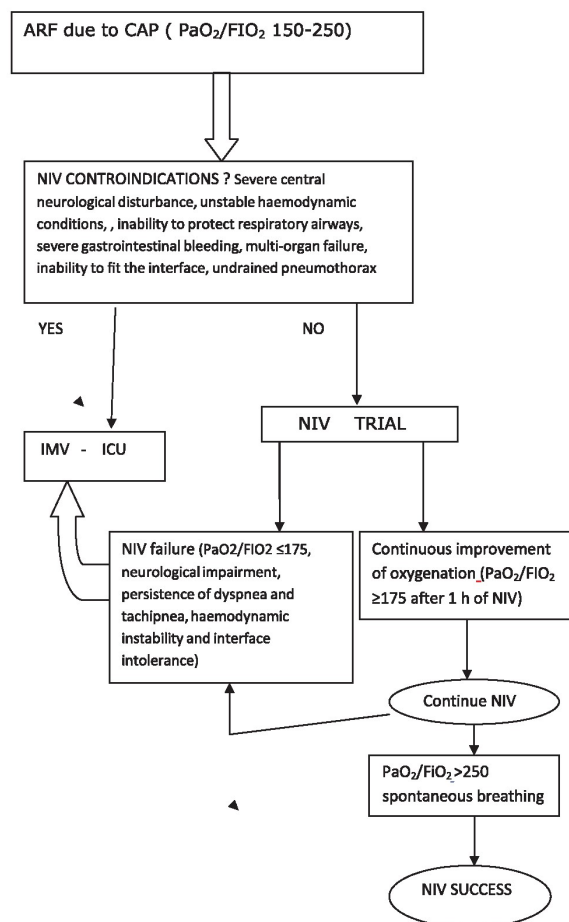 ARF due to CAP ( PaO₂/FIO₂ 150-250)
NIV CONTROINDICATIONS ? Severe central
neurological disturbance, unstable haemodynamic
conditions, , inability to protect respiratory airways,
severe gastrointestinal bleeding, multi-organ failure,
inability to fit the interface, undrained pneumothorax
YES
NO
NIV TRIAL
IMV - ICU
NIV failure (PaO2/FIO2 ≤175,
neurological impairment,
persistence of dyspnea and
tachipnea, haemodynamic
instability and interface
intolerance)
Continuous improvement
of oxygenation (PaO₂/FIO₂
≥175 after 1 h of NIV)
Continue NIV
PaO₂/FiO₂ >250
spontaneous breathing
NIV SUCCESS